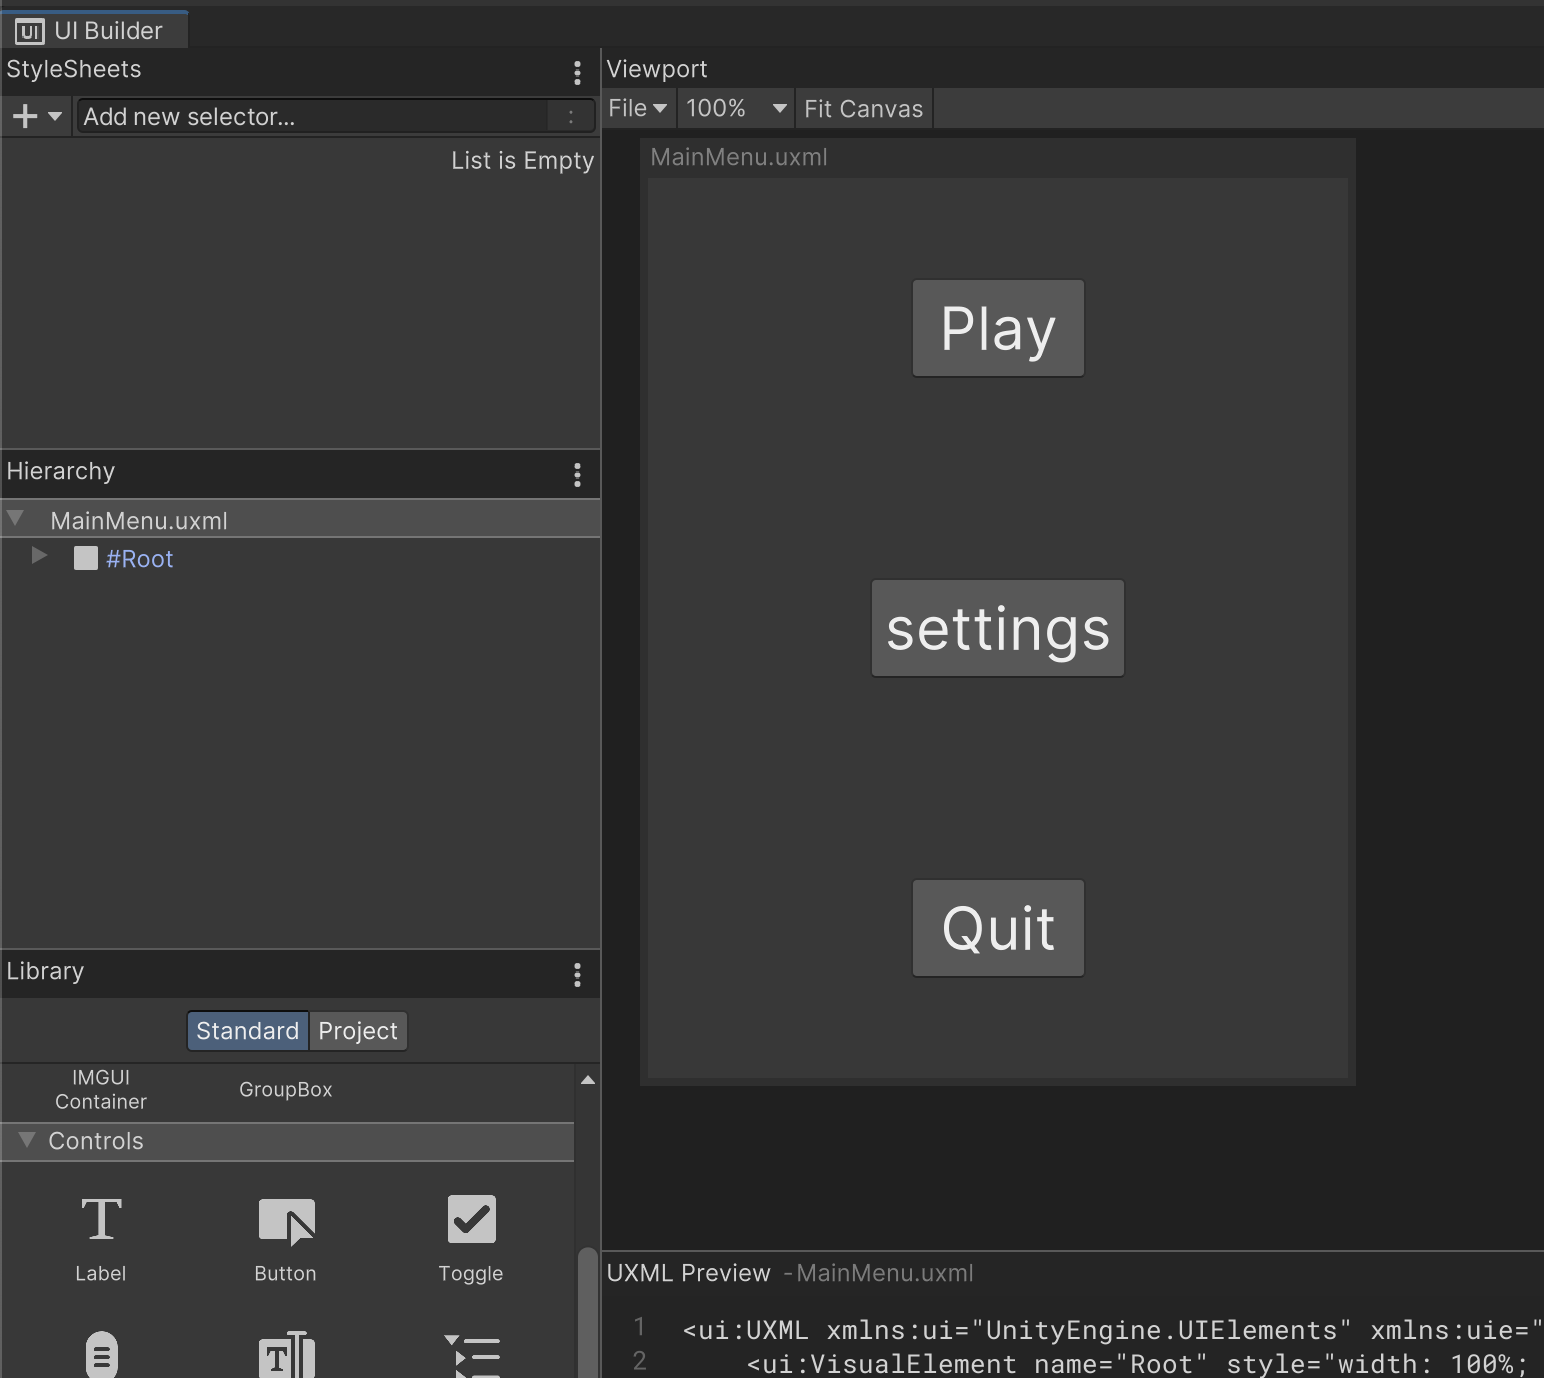 UI Builder
StyleSheets
Add new selector...
:
List is Empty
Hierarchy
MainMenu.uxml
#Root
Library
Standard
Project
IMGUI
Container
GroupBox
Controls
Label
Button
Toggle
Viewport
File
100%
Fit Canvas
MainMenu.uxml
Play
settings
Quit
UXML Preview - MainMenu.uxml
1 <ui:UXML xmlns:ui="UnityEngine.UIElements" xmlns:uie="
2 <ui:VisualElement name="Root" style="width: 100%;